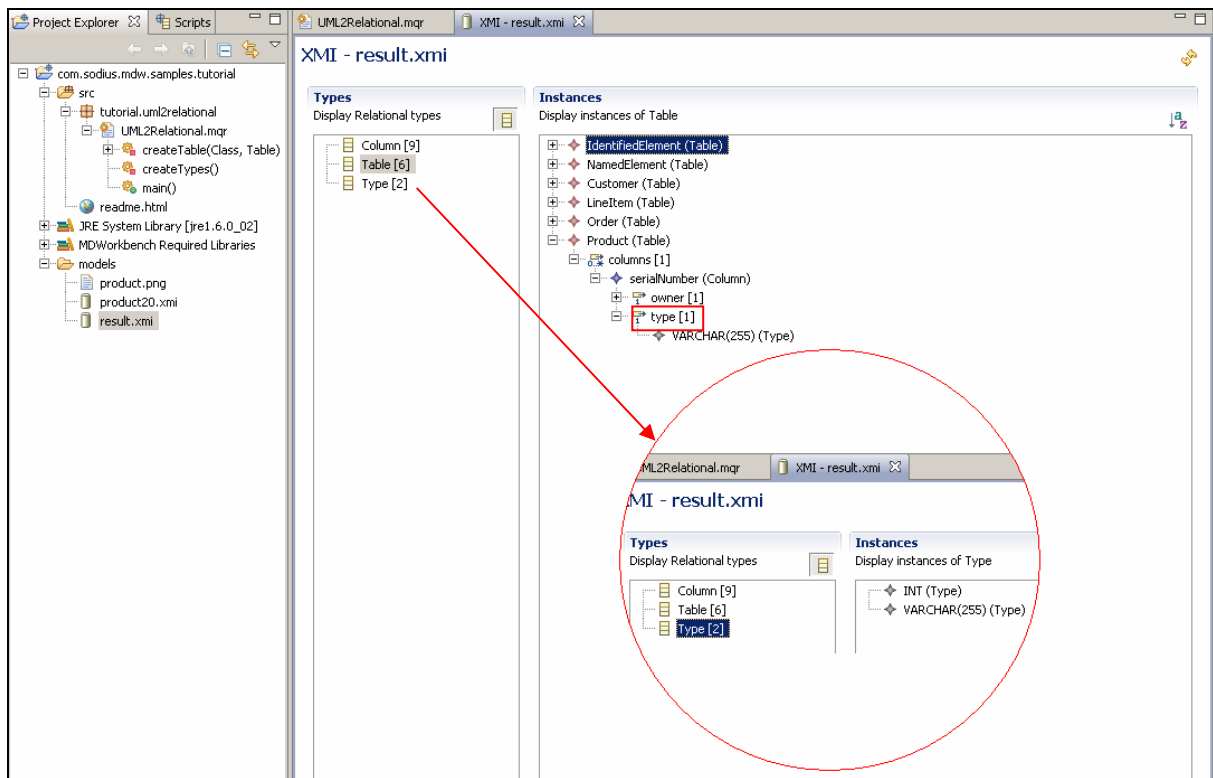 Project Explorer
Scripts
com.sodius.mdw.samples.tutorial
src
tutorial.uml2relational
UML2Relational.mqr
createTable(Class, Table)
createTypes()
main()
readme.html
JRE System Library [jre1.6.0_02]
MDWorkbench Required Libraries
models
product.png
product20.xmi
result.xmi
UML2Relational.mqr
XMI - result.xmi
XMI - result.xmi
Types
Display Relational types
Column [9]
Table [6]
Type [2]
Instances
Display instances of Table
a
z
IdentifiedElement (Table)
NamedElement (Table)
Customer (Table)
LineItem (Table)
Order (Table)
Product (Table)
0..* columns [1]
serialNumber (Column)
1 owner [1]
1 type [1]
VARCHAR(255) (Type)
ML2Relational.mqr
XMI - result.xmi
MI - result.xmi
Types
Display Relational types
Column [9]
Table [6]
Type [2]
Instances
Display instances of Type
INT (Type)
VARCHAR(255) (Type)